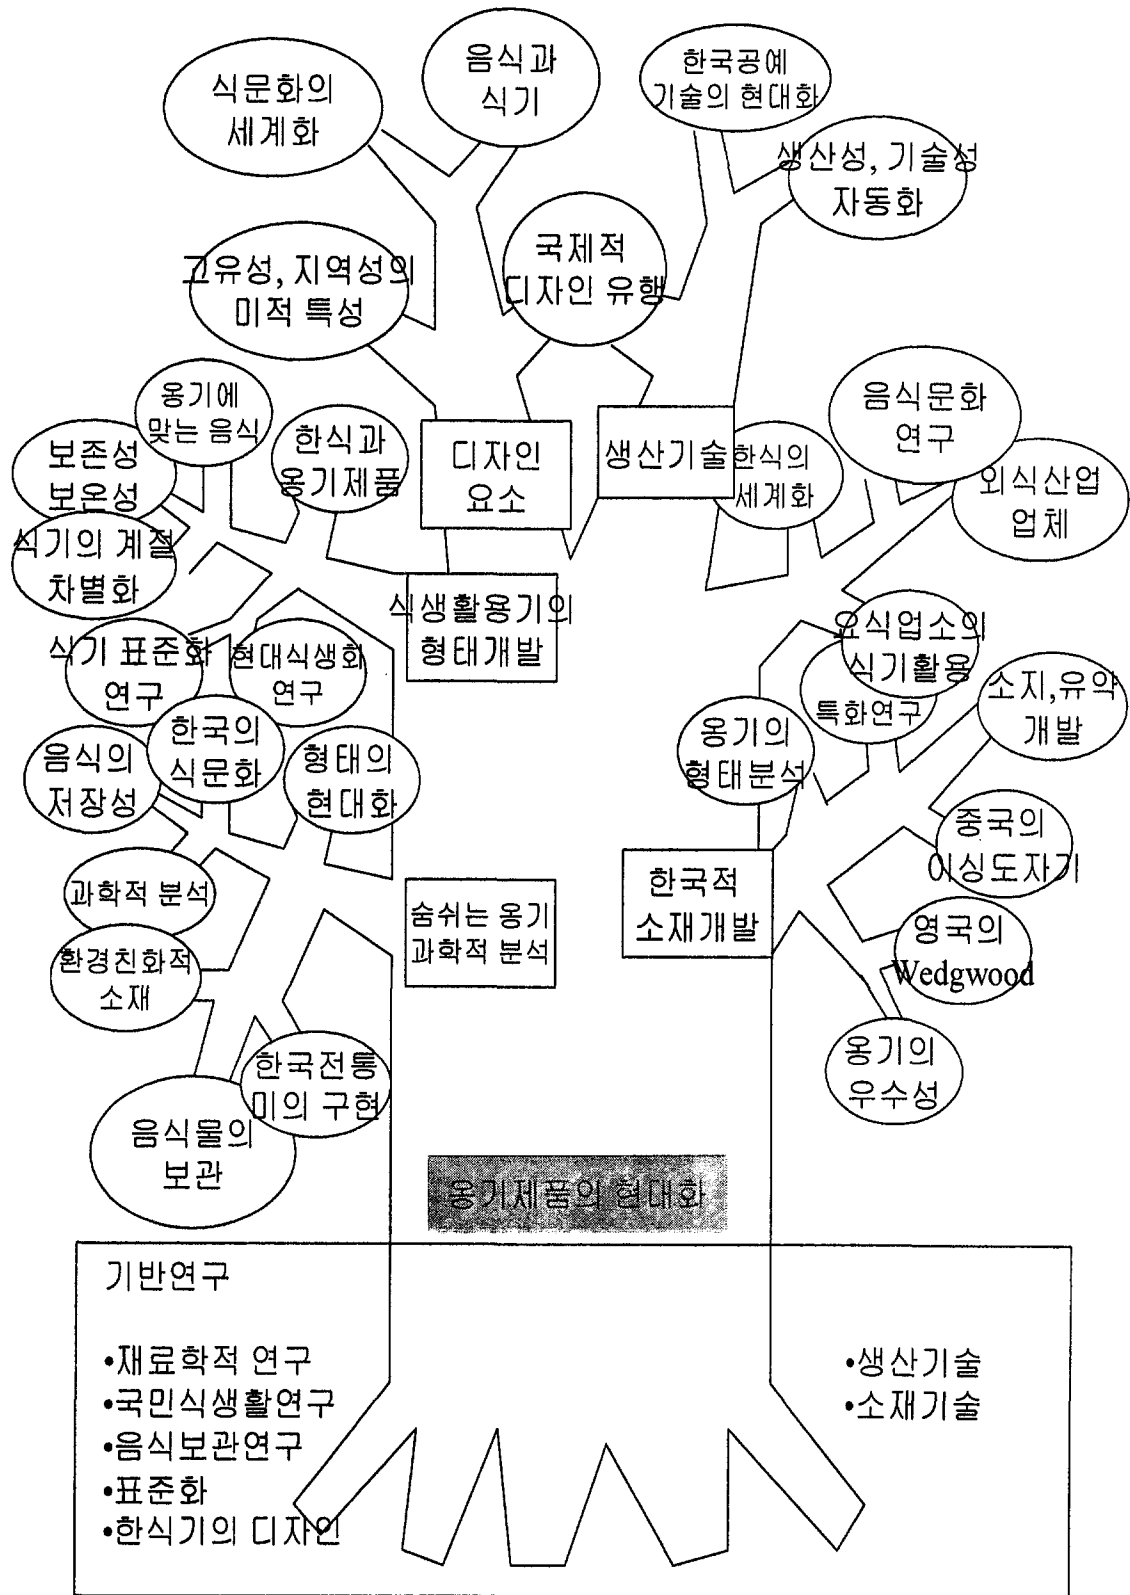 음식과
식기
한국공예
기술의 현대화
식문화의
세계화
생산성, 기술성
자동화
국제적
디자인 유행
고유성, 지역성의
미적 특성
옹기에
맞는 음식
보존성
보온성
한식과
옹기제품
디자인
요소
생산기술
한식의
세계화
음식문화
연구
외식산업
업체
식기의 계절
차별화
식생활용기의
형태개발
식기 표준화
연구
현대식생화
연구
요식업소의
식기활용
특화연구
소지,유약
개발
한국의
식문화
음식의
저장성
형태의
현대화
옹기의
형태분석
중국의
이싱도자기
과학적 분석
숨쉬는 옹기
과학적 분석
한국적
소재개발
영국의
Wedgwood
환경친화적
소재
옹기의
우수성
한국전통
미의 구현
음식물의
보관
옹기제품의 현대화
기반연구
•재료학적 연구
•국민식생활연구
•음식보관연구
•표준화
•한식기의 디자인
•생산기술
•소재기술